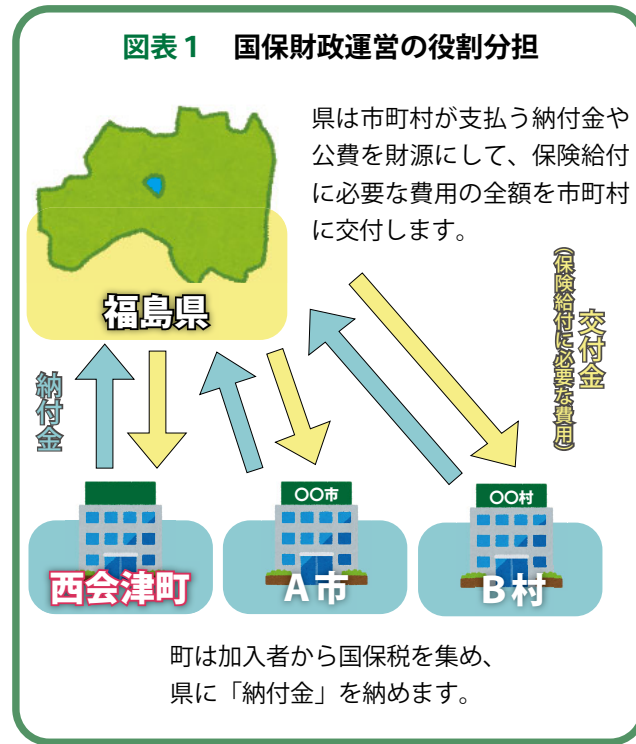 図表1　国保財政運営の役割分担
県は市町村が支払う納付金や
公費を財源にして、保険給付
に必要な費用の全額を市町村
に交付します。
福島県
交付金
(保険給付に必要な費用)
納付金
〇〇市
〇〇村
西会津町
A市
B村
町は加入者から国保税を集め、
県に「納付金」を納めます。